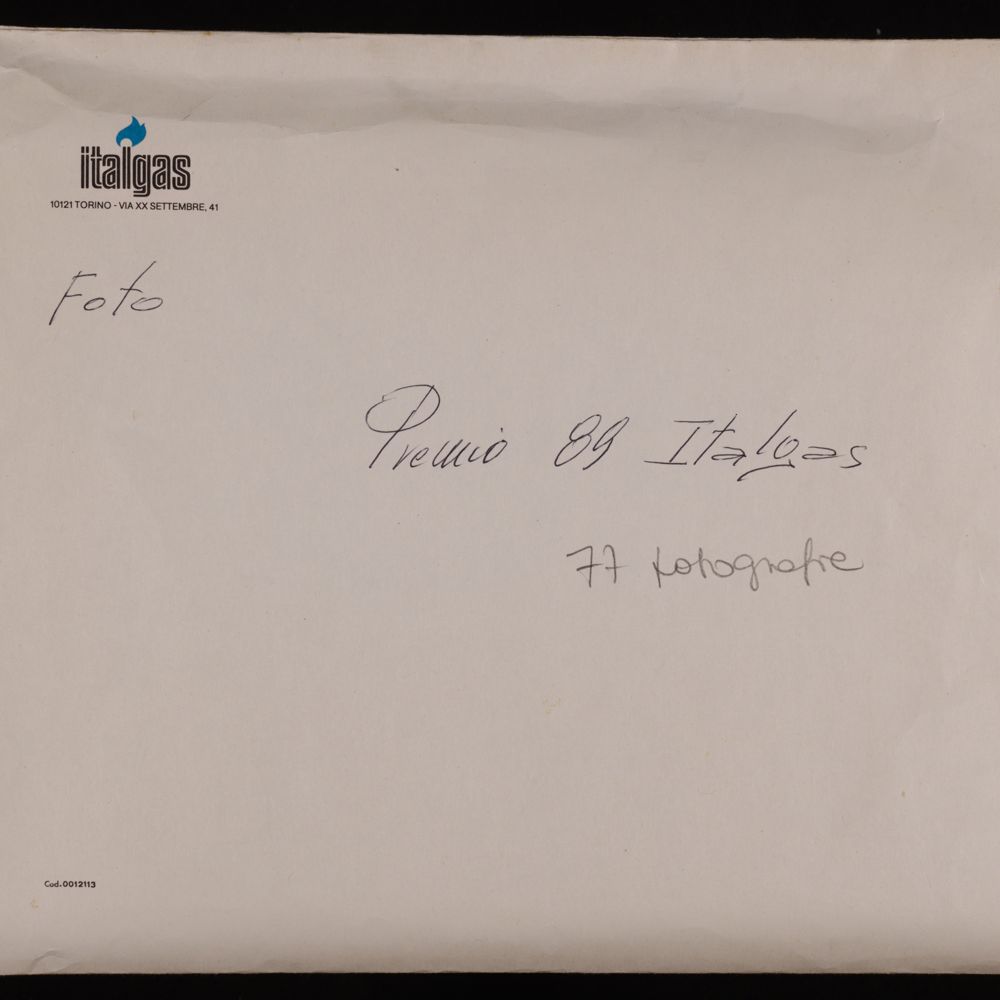 italgas
10121 TORINO - VIA XX SETTEMBRE, 41
Foto
Premio 89 Italgas
77 fotografie
Cod.0012113